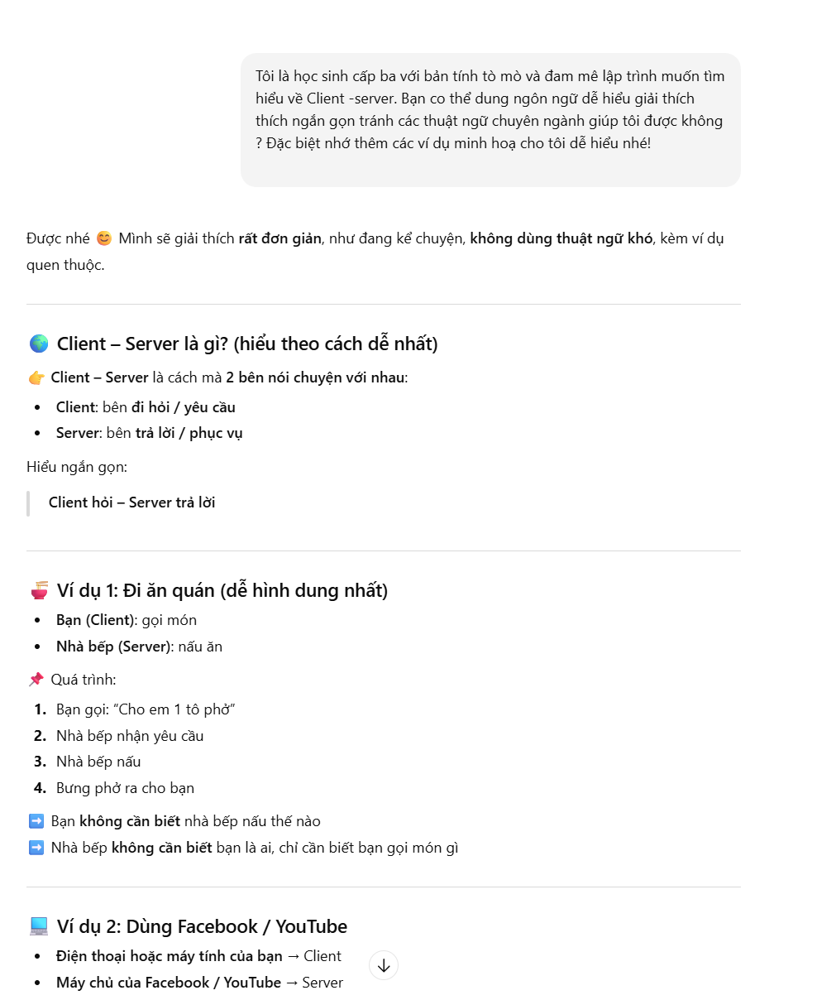 Tôi là học sinh cấp ba với bản tính tò mò và đam mê lập trình muốn tìm
hiểu về Client -server. Bạn co thể dung ngôn ngữ dễ hiểu giải thích
thích ngắn gọn tránh các thuật ngữ chuyên ngành giúp tôi được không
? Đặc biệt nhớ thêm các ví dụ minh hoạ cho tôi dễ hiểu nhé!
Được nhé 😊 Mình sẽ giải thích rất đơn giản, như đang kể chuyện, không dùng thuật ngữ khó, kèm ví dụ
quen thuộc.
🌍 Client – Server là gì? (hiểu theo cách dễ nhất)
👉 Client – Server là cách mà 2 bên nói chuyện với nhau:
• Client: bên đi hỏi / yêu cầu
• Server: bên trả lời / phục vụ
Hiểu ngắn gọn:
Client hỏi – Server trả lời
🍜 Ví dụ 1: Đi ăn quán (dễ hình dung nhất)
• Bạn (Client): gọi món
• Nhà bếp (Server): nấu ăn
📌 Quá trình:
1. Bạn gọi: “Cho em 1 tô phở”
2. Nhà bếp nhận yêu cầu
3. Nhà bếp nấu
4. Bưng phở ra cho bạn
➡️ Bạn không cần biết nhà bếp nấu thế nào
➡️ Nhà bếp không cần biết bạn là ai, chỉ cần biết bạn gọi món gì
💻 Ví dụ 2: Dùng Facebook / YouTube
• Điện thoại hoặc máy tính của bạn → Client
• Máy chủ của Facebook / YouTube → Server